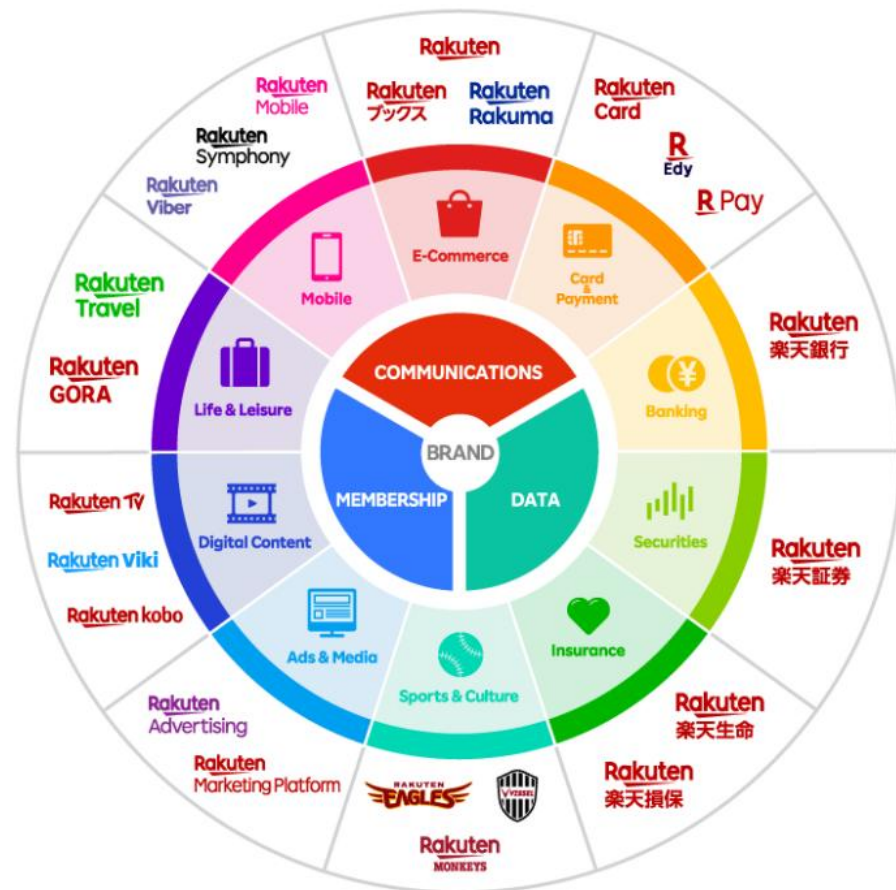 Rakuten
Rakuten
ブックス
Rakuten
Rakuma
Rakuten
Card
R
Edy
R Pay
Rakuten
楽天銀行
Rakuten
楽天証券
Rakuten
楽天生命
Rakuten
楽天損保
RAKUTEN
EAGLES
VISSEL
Rakuten
MONKEYS
Rakuten
Marketing Platform
Rakuten
Advertising
Rakuten kobo
Rakuten Viki
Rakuten TV
Rakuten
GORA
Rakuten
Travel
Rakuten
Viber
Rakuten
Symphony
Rakuten
Mobile
E-Commerce
Card
&
Payment
¥
Banking
Securities
Insurance
Sports & Culture
Ads & Media
Digital Content
Life & Leisure
Mobile
COMMUNICATIONS
BRAND
MEMBERSHIP
DATA